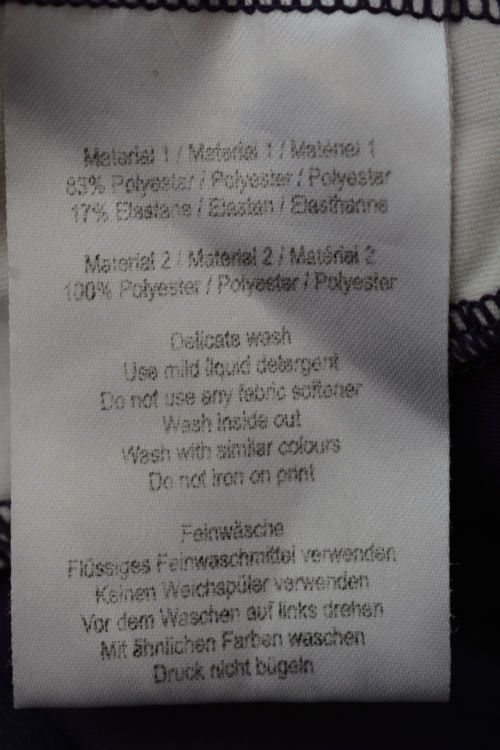 Material 1 / Material 1 / Matériel 1
83% Polyester / Polyester / Polyester
17% Elastane / Elastan / Élasthanne
Material 2 / Material 2 / Matériel 2
100% Polyester / Polyester / Polyester
Delicate wash
Use mild liquid detergent
Do not use any fabric softener
Wash inside out
Wash with similar colours
Do not iron on print
Feinwäsche
Flüssiges Feinwaschmittel verwenden
Keinen Weichspüler verwenden
Vor dem Waschen auf links drehen
Mit ähnlichen Farben waschen
Druck nicht bügeln